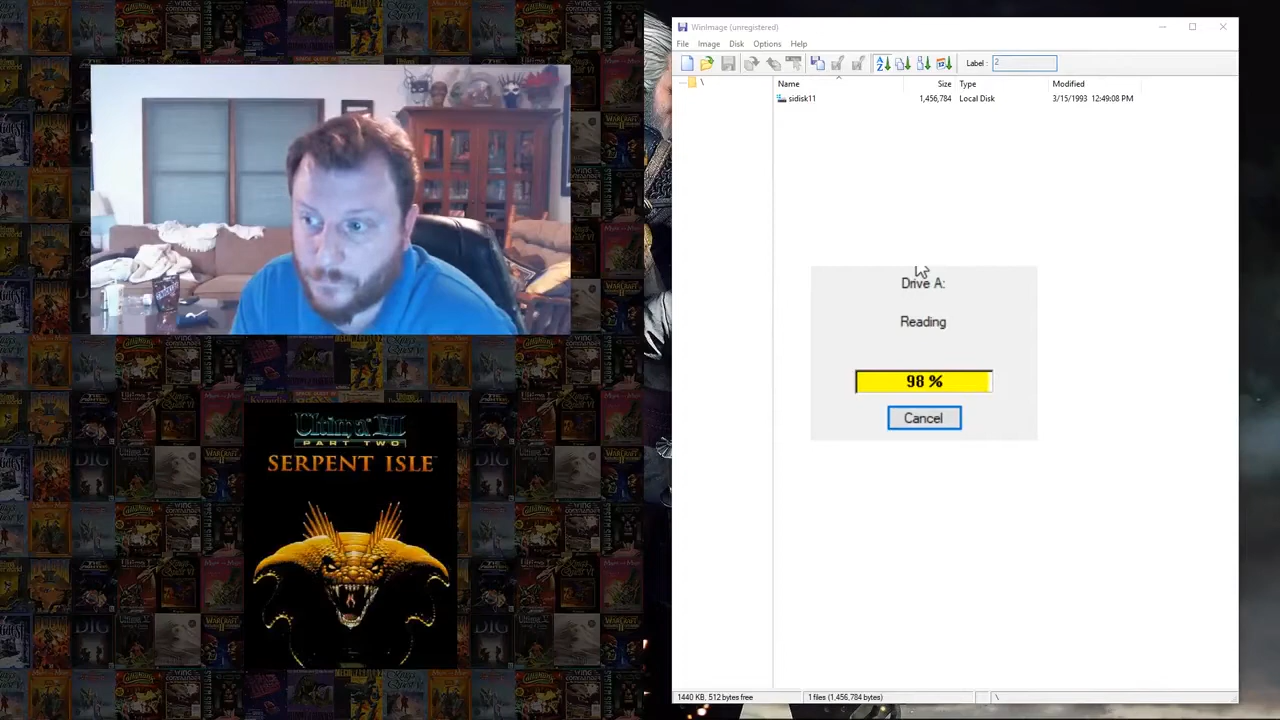 WinImage (unregistered)
File Image Disk Options Help
Label : 2
\
Name Size Type Modified
sidisk11 1,456,784 Local Disk 3/15/1993 12:49:08 PM
Drive A:
Reading
98 %
Cancel
Ultima VII
PART TWO
SERPENT ISLE™
1440 KB, 512 bytes free 1 files (1,456,784 bytes) \